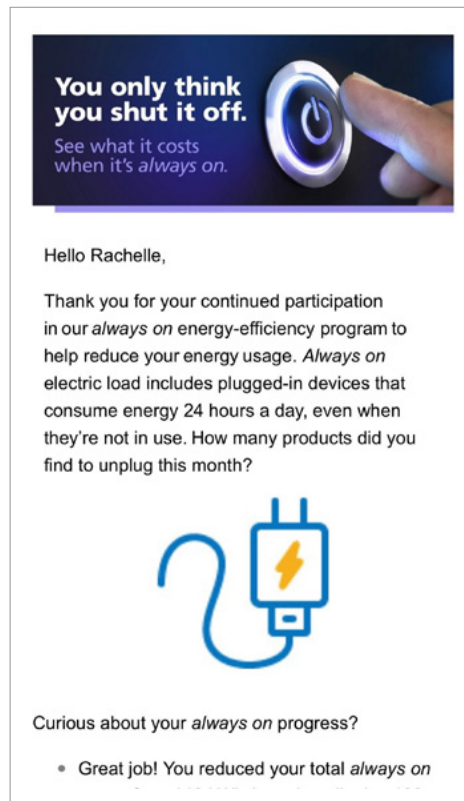 You only think
you shut it off.
See what it costs
when it's always on.
Hello Rachelle,
Thank you for your continued participation
in our always on energy-efficiency program to
help reduce your energy usage. Always on
electric load includes plugged-in devices that
consume energy 24 hours a day, even when
they're not in use. How many products did you
find to unplug this month?
Curious about your always on progress?
• Great job! You reduced your total always on